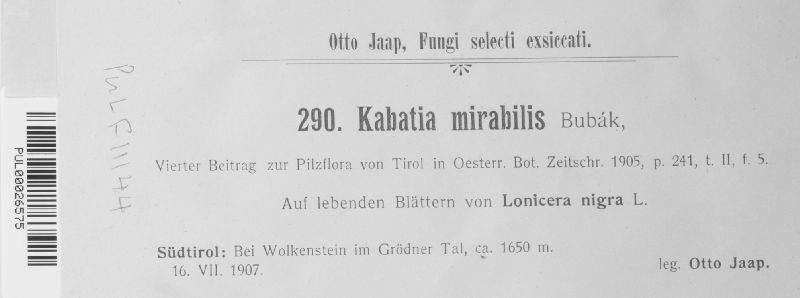 Otto Jaap, Fungi selecti exsiccati.
290. Kabatia mirabilis Bubák,
Vierter Beitrag zur Pilzflora von Tirol in Oesterr. Bot. Zeitschr. 1905, p. 241, t. II, f. 5.
Auf lebenden Blättern von Lonicera nigra L.
Südtirol: Bei Wolkenstein im Grödner Tal, ca. 1650 m.
16. VII. 1907.
leg. Otto Jaap.
PUL F11144
PUL00026575